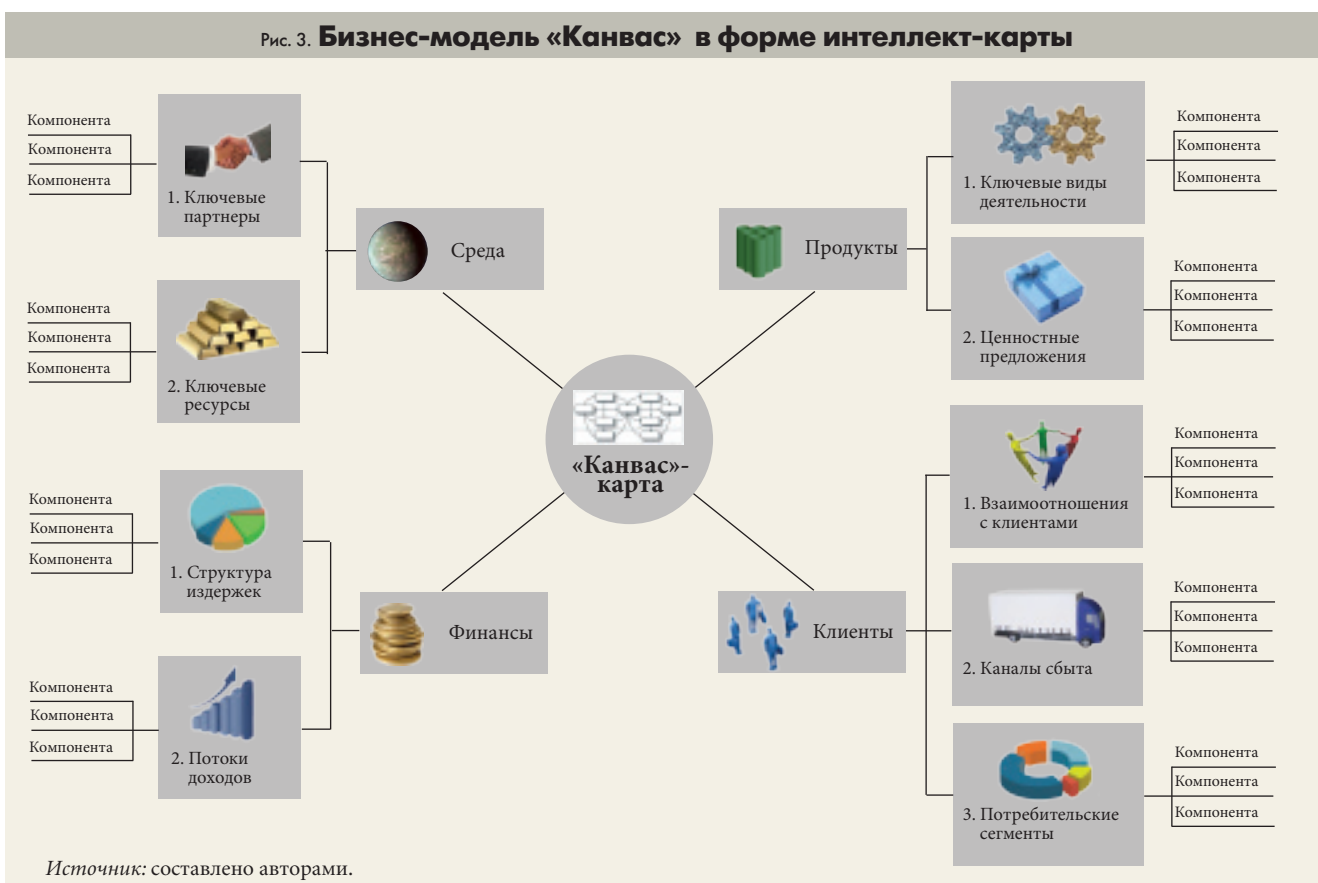 Рис. 3. Бизнес-модель «Канвас» в форме интеллект-карты
Компонента
Компонента
Компонента
1. Ключевые
партнеры
Компонента
Компонента
Компонента
2. Ключевые
ресурсы
Среда
Компонента
Компонента
Компонента
1. Структура
издержек
Компонента
Компонента
Компонента
2. Потоки
доходов
Финансы
«Канвас»-
карта
Продукты
1. Ключевые виды
деятельности
Компонента
Компонента
Компонента
2. Ценностные
предложения
Компонента
Компонента
Компонента
Клиенты
1. Взаимоотношения
с клиентами
Компонента
Компонента
Компонента
2. Каналы сбыта
Компонента
Компонента
Компонента
3. Потребительские
сегменты
Компонента
Компонента
Компонента
Источник: составлено авторами.